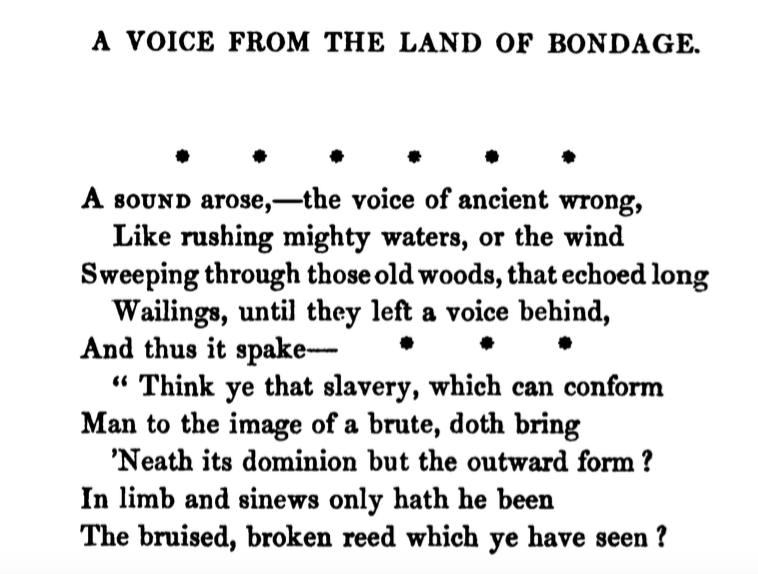 A VOICE FROM THE LAND OF BONDAGE.
* * * * * *
A SOUND arose,—the voice of ancient wrong,
Like rushing mighty waters, or the wind
Sweeping through those old woods, that echoed long
Wailings, until they left a voice behind,
And thus it spake— * * *
“ Think ye that slavery, which can conform
Man to the image of a brute, doth bring
’Neath its dominion but the outward form ?
In limb and sinews only hath he been
The bruised, broken reed which ye have seen ?